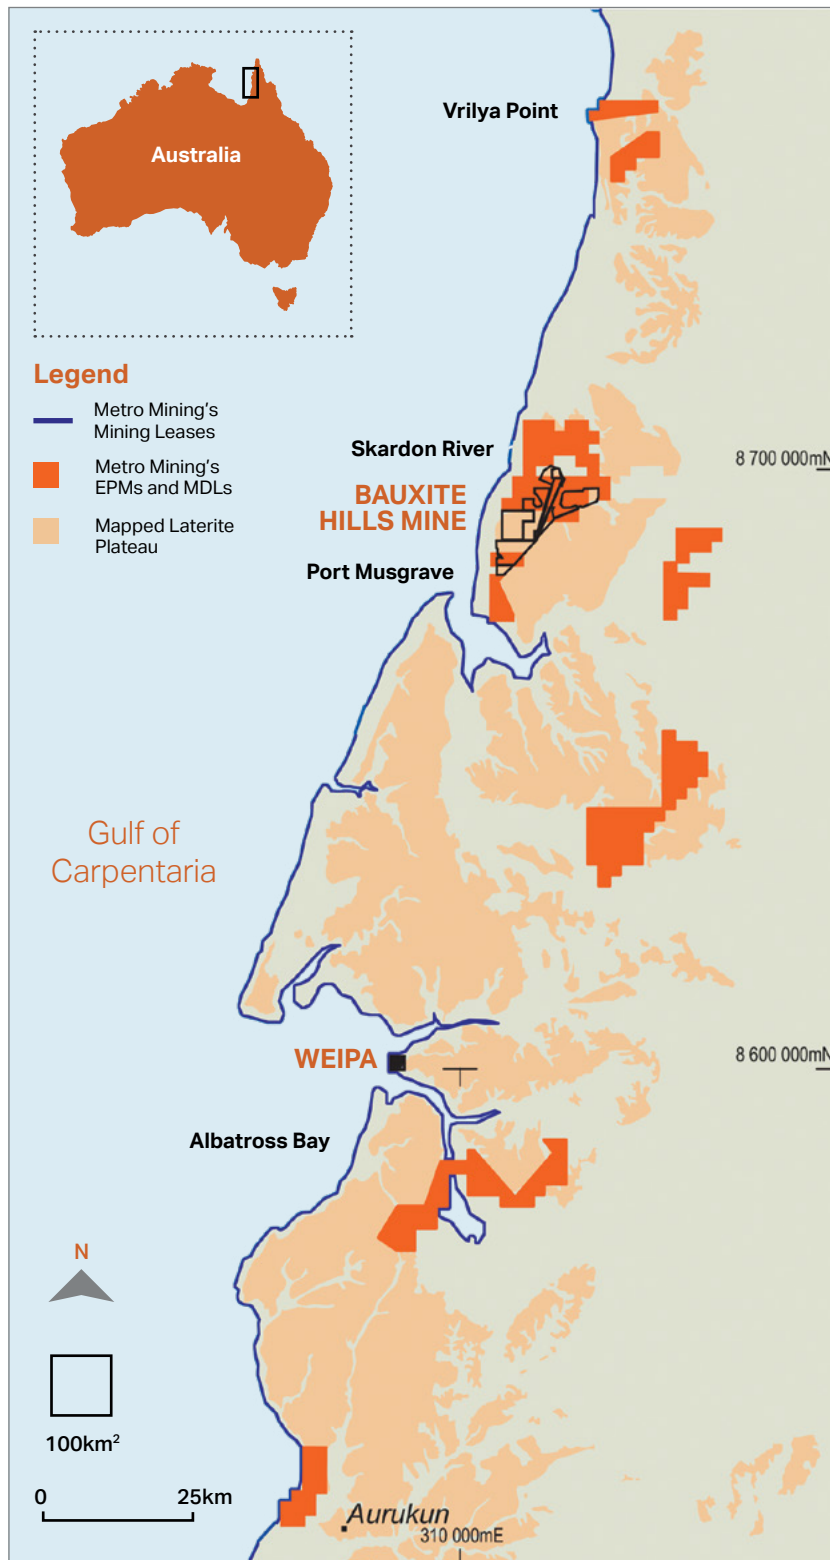 Australia
Legend
Metro Mining's
Mining Leases
Metro Mining's
EPMs and MDLs
Mapped Laterite
Plateau
Vrilya Point
Skardon River
8 700 000mN
BAUXITE
HILLS MINE
Port Musgrave
Gulf of
Carpentaria
WEIPA
8 600 000mN
Albatross Bay
N
100km²
0 25km
Aurukun
310 000mE